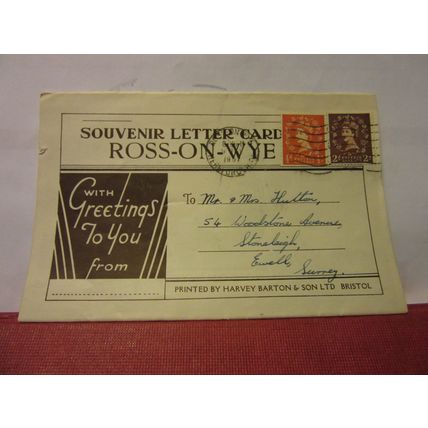 SOUVENIR LETTER CARD
ROSS-ON-WYE
WITH
Greetings
To You
from
To Mr. & Mrs. Hutton,
54 Woodstone Avenue,
Stoneleigh,
Ewell,
Surrey.
PRINTED BY HARVEY BARTON & SON LTD BRISTOL